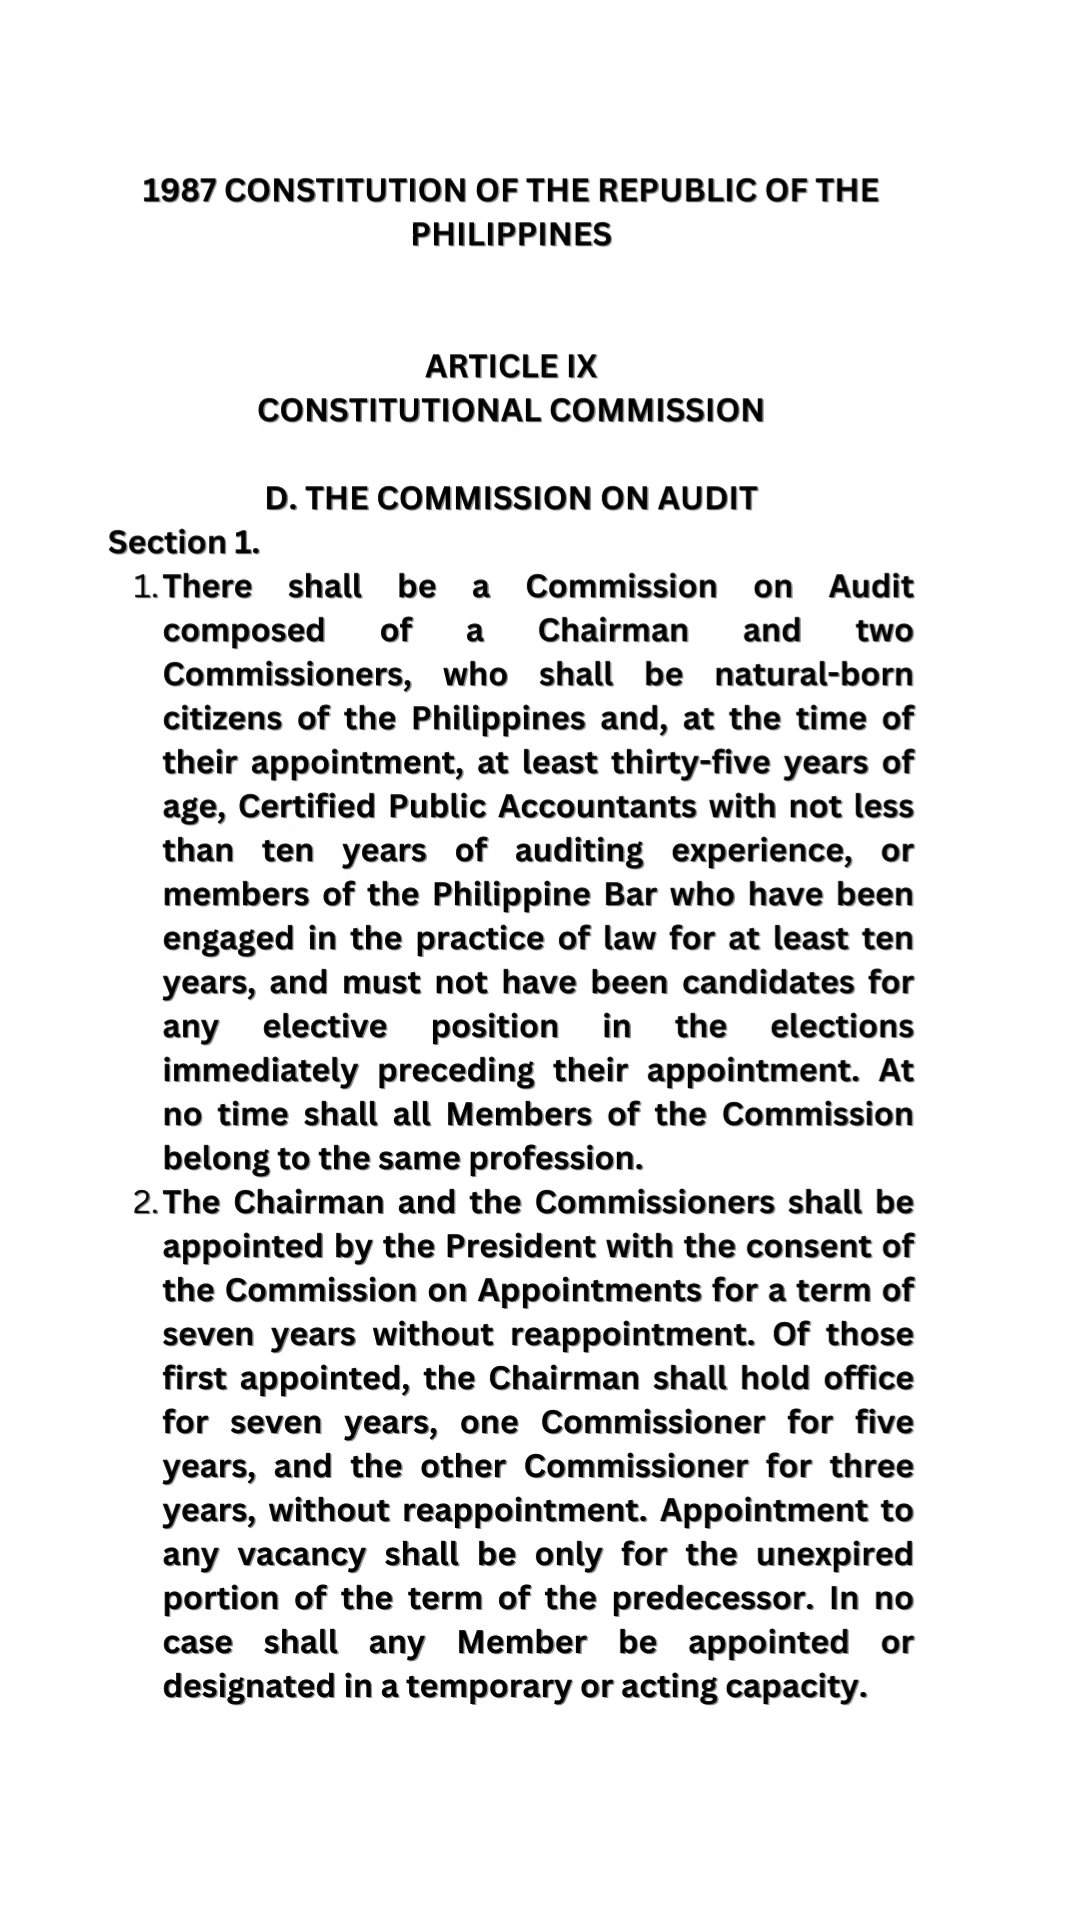 1987 CONSTITUTION OF THE REPUBLIC OF THE
PHILIPPINES
ARTICLE IX
CONSTITUTIONAL COMMISSION
D. THE COMMISSION ON AUDIT
Section 1.
1. There shall be a Commission on Audit
composed of a Chairman and two
Commissioners, who shall be natural-born
citizens of the Philippines and, at the time of
their appointment, at least thirty-five years of
age, Certified Public Accountants with not less
than ten years of auditing experience, or
members of the Philippine Bar who have been
engaged in the practice of law for at least ten
years, and must not have been candidates for
any elective position in the elections
immediately preceding their appointment. At
no time shall all Members of the Commission
belong to the same profession.
2. The Chairman and the Commissioners shall be
appointed by the President with the consent of
the Commission on Appointments for a term of
seven years without reappointment. Of those
first appointed, the Chairman shall hold office
for seven years, one Commissioner for five
years, and the other Commissioner for three
years, without reappointment. Appointment to
any vacancy shall be only for the unexpired
portion of the term of the predecessor. In no
case shall any Member be appointed or
designated in a temporary or acting capacity.